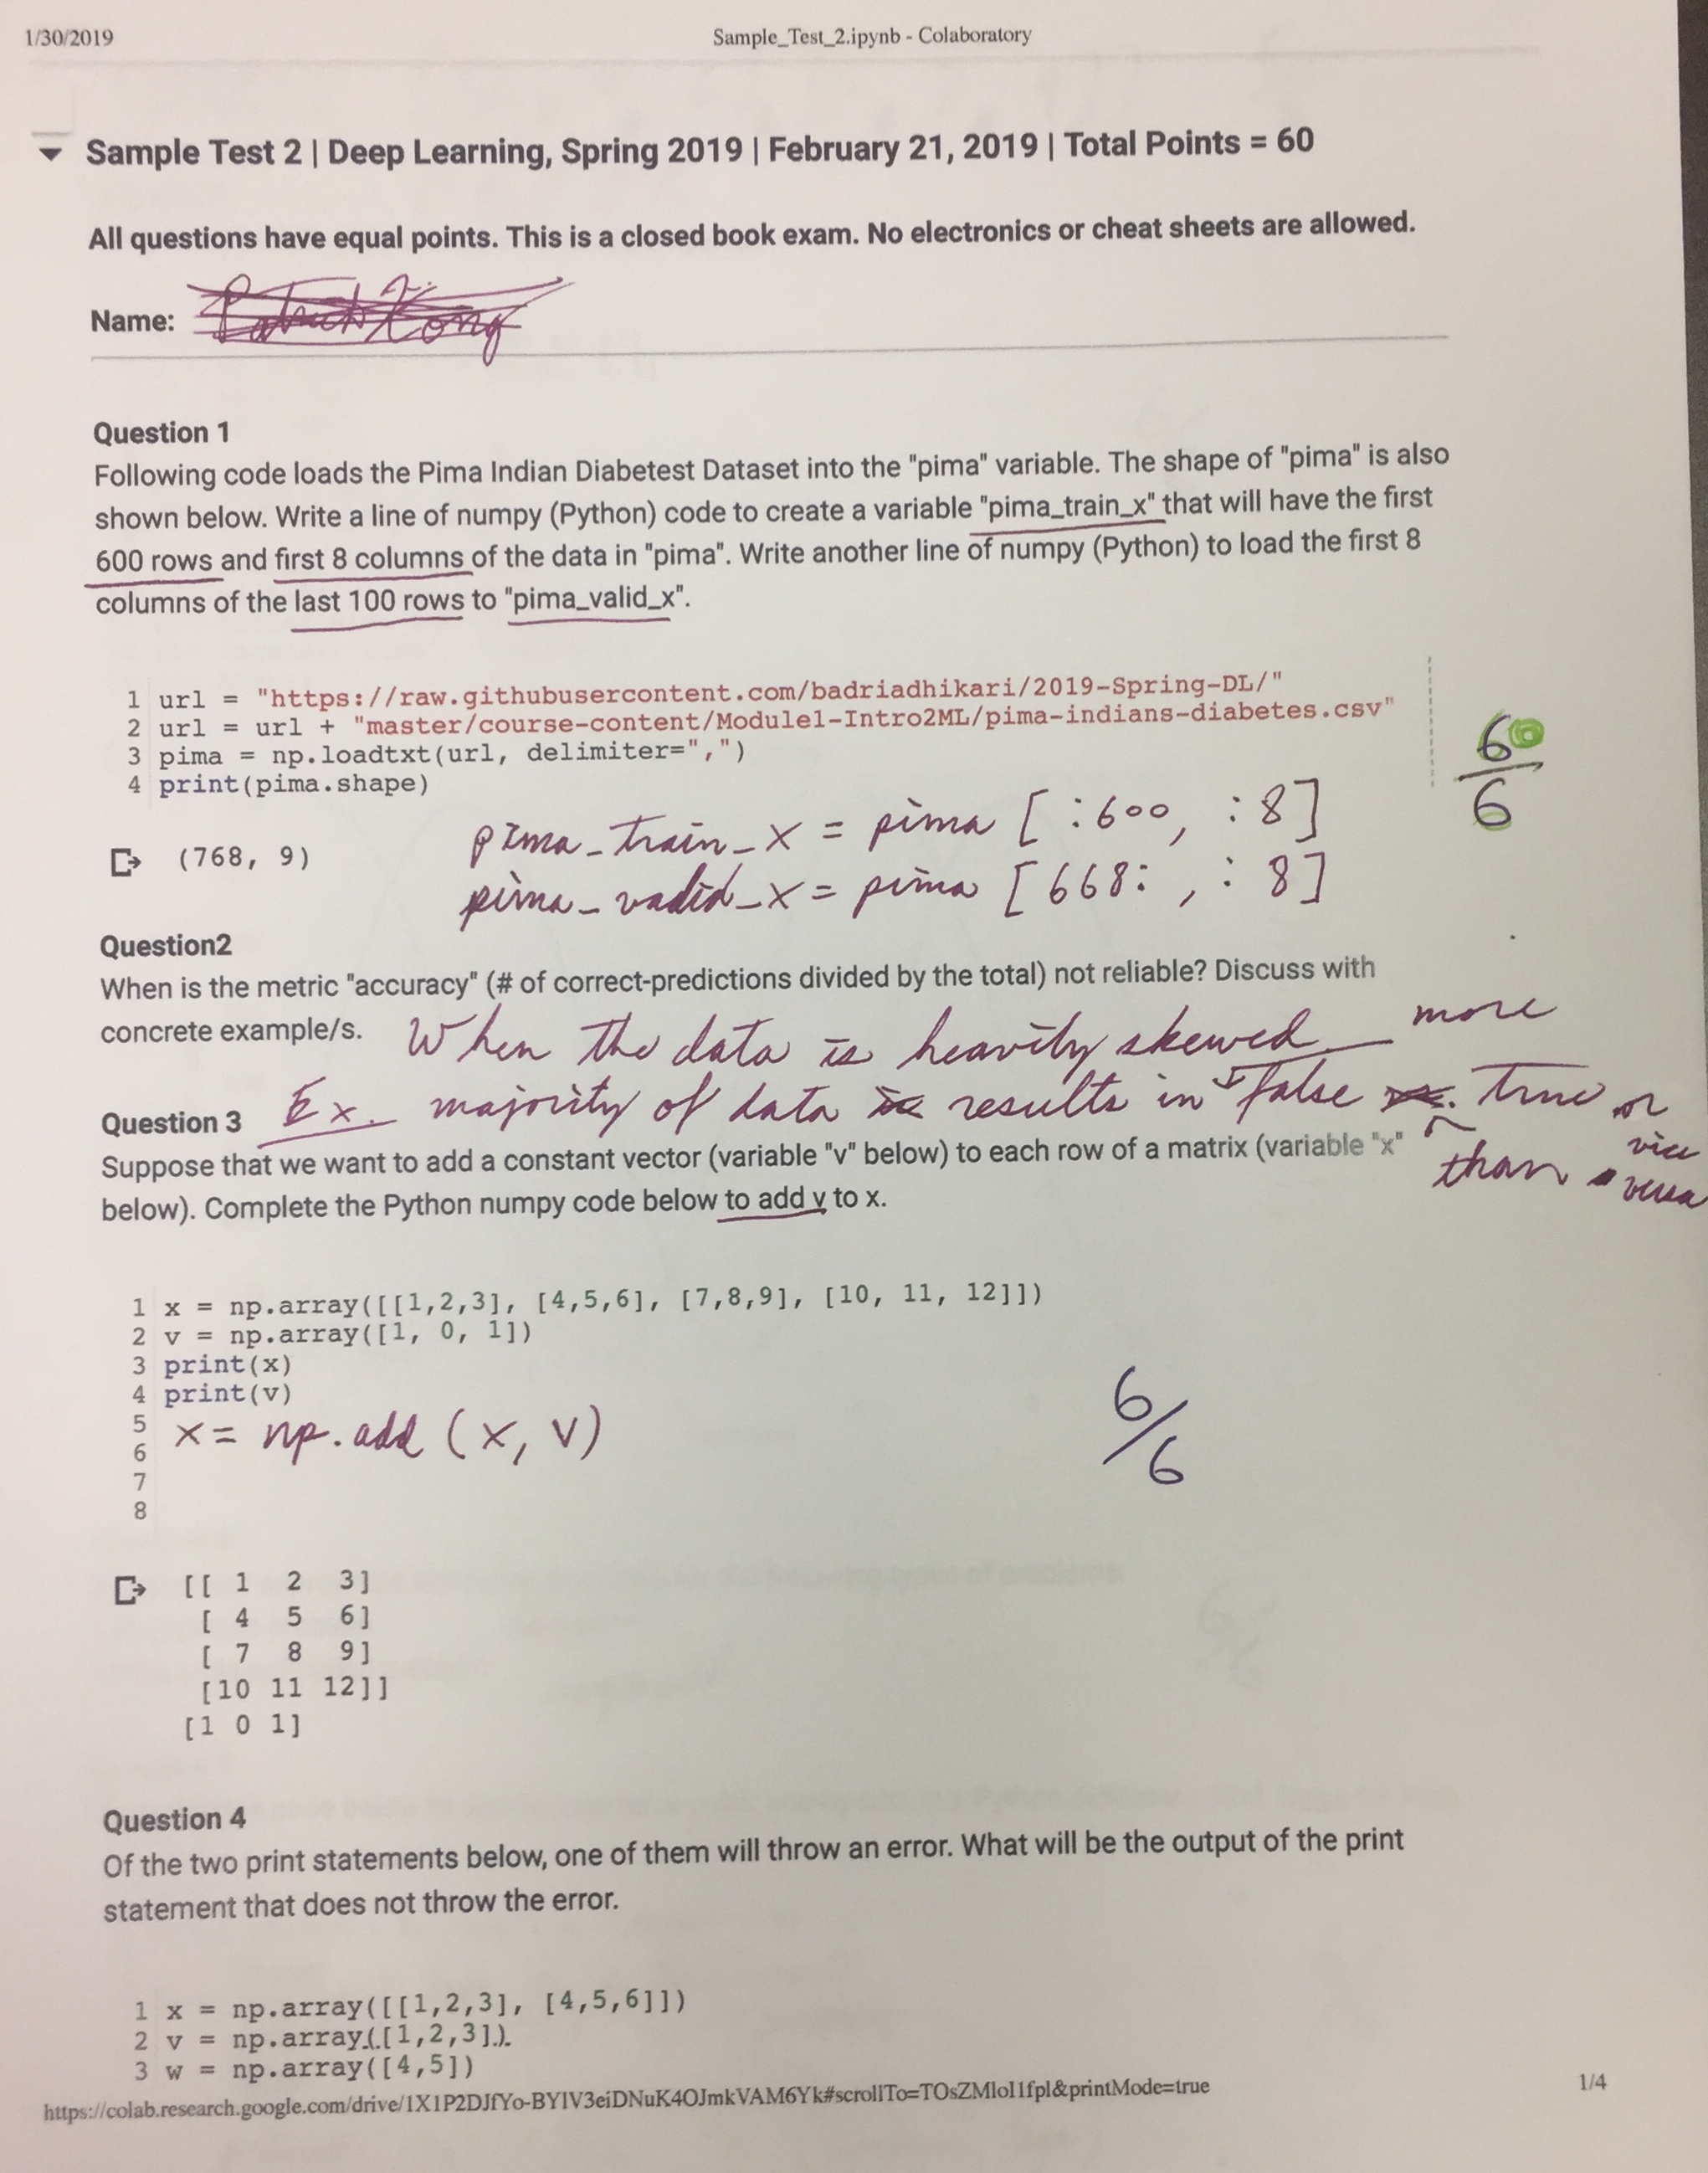 1/30/2019
Sample_Test_2.ipynb - Colaboratory
Sample Test 2 | Deep Learning, Spring 2019 | February 21, 2019 | Total Points = 60
All questions have equal points. This is a closed book exam. No electronics or cheat sheets are allowed.
Name:
Question 1
Following code loads the Pima Indian Diabetest Dataset into the "pima" variable. The shape of "pima" is also
shown below. Write a line of numpy (Python) code to create a variable "pima_train_x" that will have the first
600 rows and first 8 columns of the data in "pima". Write another line of numpy (Python) to load the first 8
columns of the last 100 rows to "pima_valid_x".
1 url = "https://raw.githubusercontent.com/badriadhikari/2019-Spring-DL/"
2 url = url + "master/course-content/Module1-Intro2ML/pima-indians-diabetes.csv"
3 pima = np.loadtxt(url, delimiter=",")
4 print(pima.shape)
6
6
(768, 9)
pima_train_x = pima [:600, :8]
pima_valid_x = pima [668: , :8]
Question2
When is the metric "accuracy" (# of correct-predictions divided by the total) not reliable? Discuss with
concrete example/s.
When the data is heavily skewed
more
Ex. majority of data results in false true or
than vice
versa
Question 3
Suppose that we want to add a constant vector (variable "v" below) to each row of a matrix (variable "x"
below). Complete the Python numpy code below to add v to x.
1 x = np.array([[1,2,3], [4,5,6], [7,8,9], [10, 11, 12]])
2 v = np.array([1, 0, 1])
3 print(x)
4 print(v)
5
x = np.add (x, v)
6
7
8
6/6
[[ 1 2 3]
[ 4 5 6]
[ 7 8 9]
[10 11 12]]
[1 0 1]
Question 4
Of the two print statements below, one of them will throw an error. What will be the output of the print
statement that does not throw the error.
1 x = np.array([[1,2,3], [4,5,6]])
2 v = np.array([1,2,3])
3 w = np.array([4,5])
https://colab.research.google.com/drive/1X1P2DJfYo-BYIV3eiDNuK4OJmkVAM6Yk#scrollTo=TOsZMloI1fpl&printMode=true
1/4